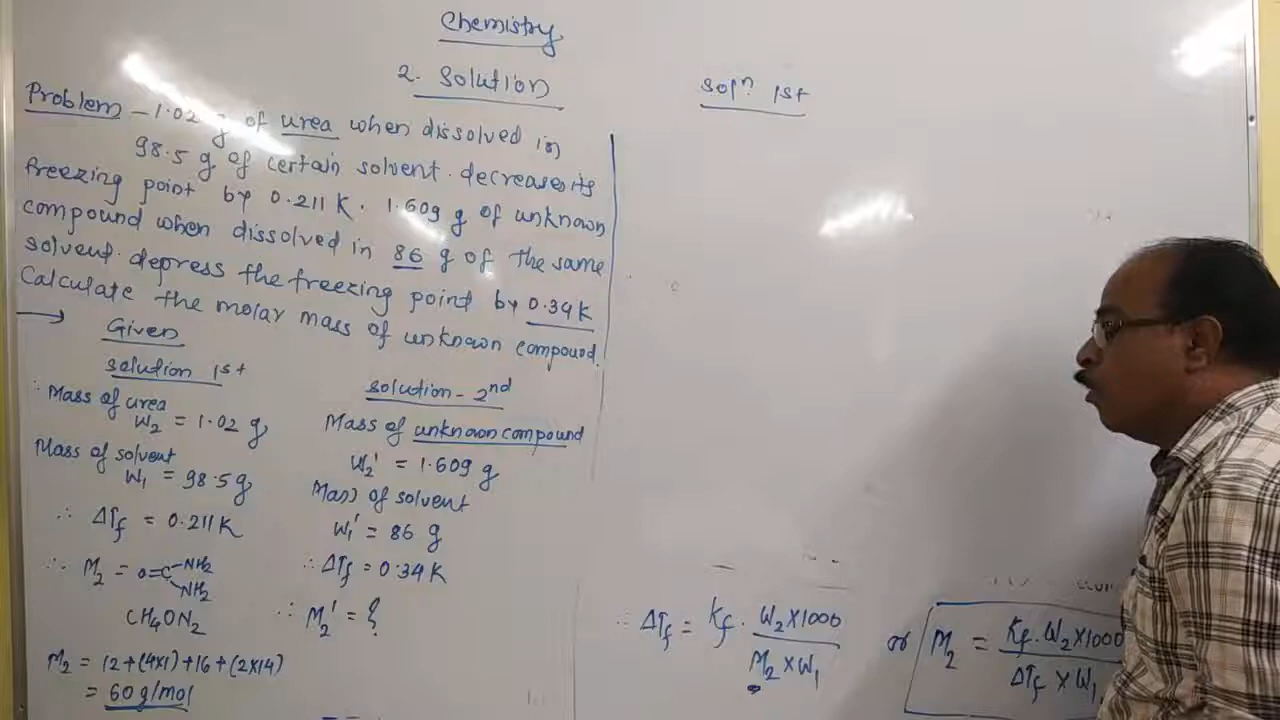 Chemistry
2. Solution
Problem - 1.02 g of urea when dissolved in
98.5 g of certain solvent. decreases its
freezing point by 0.211 K. 1.609 g of unknown
compound when dissolved in 86 g of the same
solvent. depress the freezing point by 0.34 K
Calculate the molar mass of unknown compound.
→ Given
solution 1st
∴ Mass of urea
W₂ = 1.02 g
Mass of solvent
W₁ = 98.5 g
∴ ΔTf = 0.211 K
∴ M₂ = O=C-NH₂
NH₂
CH₄ON₂
M₂ = 12+(4×1)+16+(2×14)
= 60 g/mol
solution - 2nd
Mass of unknown compound
W₂' = 1.609 g
Mass of solvent
W₁' = 86 g
∴ ΔTf = 0.34 K
∴ M₂' = ?
Solⁿ. 1st
∴ ΔTf = Kf . W₂×1000
M₂ × W₁
or M₂ = Kf . W₂×1000
ΔTf × W₁